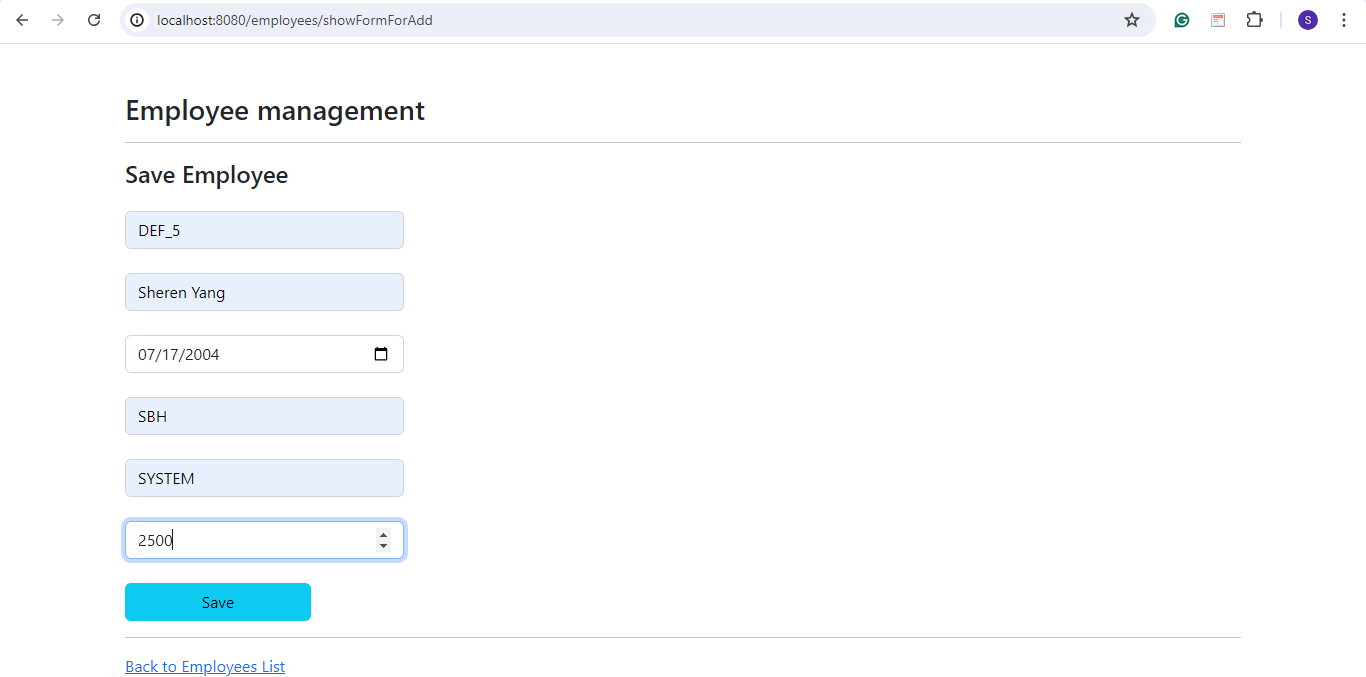 localhost:8080/employees/showFormForAdd
S
Employee management
Save Employee
DEF_5
Sheren Yang
07/17/2004
SBH
SYSTEM
2500
Save
Back to Employees List